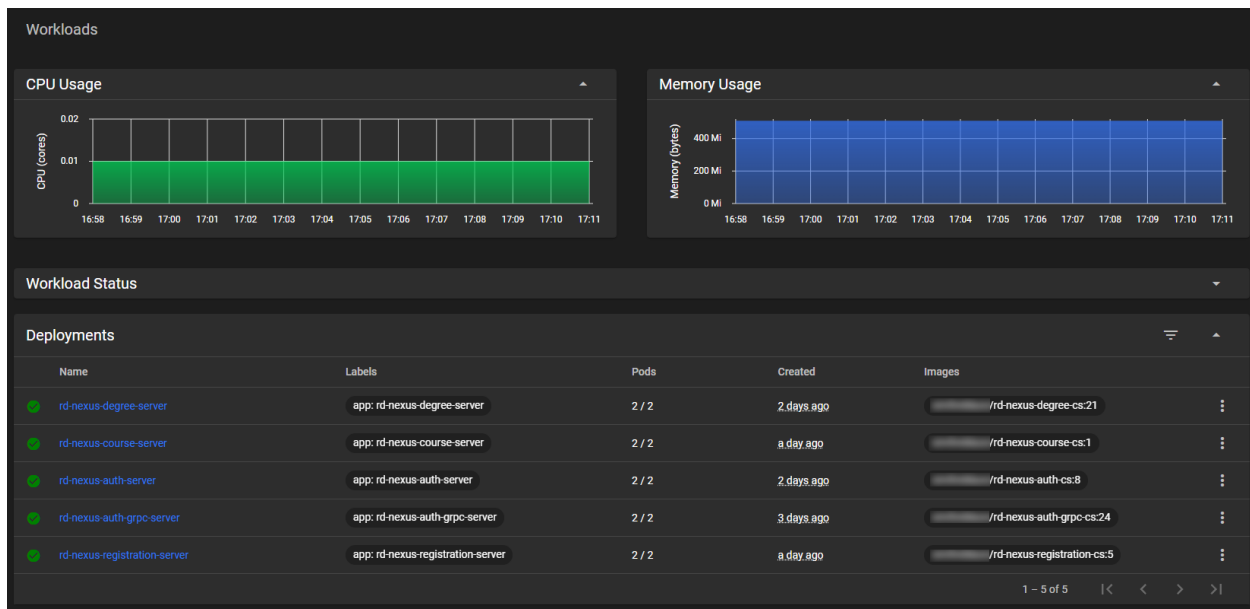 Workloads
CPU Usage
CPU (cores)
0.02
0.01
0
16:58 16:59 17:00 17:01 17:02 17:03 17:04 17:05 17:06 17:07 17:08 17:09 17:10 17:11
Memory Usage
Memory (bytes)
400 Mi
200 Mi
0 Mi
16:58 16:59 17:00 17:01 17:02 17:03 17:04 17:05 17:06 17:07 17:08 17:09 17:10 17:11
Workload Status
Deployments
Name Labels Pods Created Images
rd-nexus-degree-server app: rd-nexus-degree-server 2 / 2 2 days ago /rd-nexus-degree-cs:21
rd-nexus-course-server app: rd-nexus-course-server 2 / 2 a day ago /rd-nexus-course-cs:1
rd-nexus-auth-server app: rd-nexus-auth-server 2 / 2 2 days ago /rd-nexus-auth-cs:8
rd-nexus-auth-grpc-server app: rd-nexus-auth-grpc-server 2 / 2 3 days ago /rd-nexus-auth-grpc-cs:24
rd-nexus-registration-server app: rd-nexus-registration-server 2 / 2 a day ago /rd-nexus-registration-cs:5
1 – 5 of 5